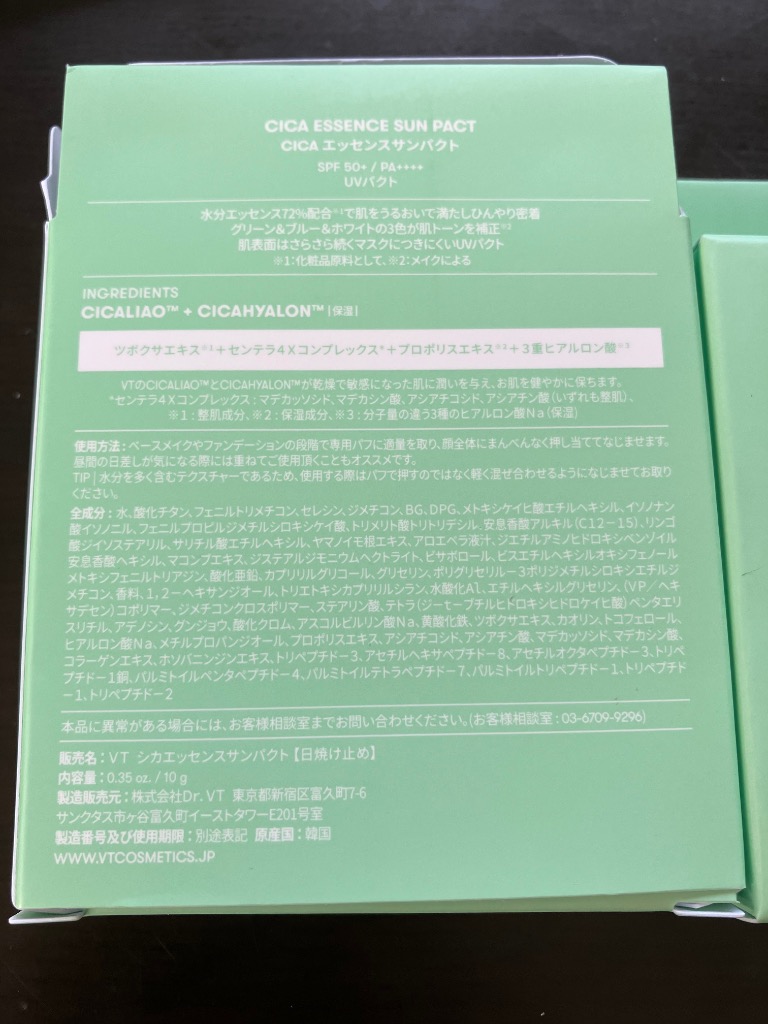 CICA ESSENCE SUN PACT
CICA エッセンスサンパクト
SPF 50+ / PA++++
UVパクト
水分エッセンス72%配合※1で肌をうるおいで満たしひんやり密着
グリーン&ブルー&ホワイトの3色が肌トーンを補正※2
肌表面はさらさら続くマスクにつきにくいUVパクト
※1:化粧品原料として、※2:メイクによる
INGREDIENTS
CICALIAO™ + CICAHYALON™ |保湿|
ツボクサエキス※1+センテラ4Xコンプレックス*+プロポリスエキス※2+3重ヒアルロン酸※3
VTのCICALIAO™とCICAHYALON™が乾燥で敏感になった肌に潤いを与え、お肌を健やかに保ちます。
*センテラ4Xコンプレックス : マデカッソシド、マデカシン酸、アシアチコシド、アシアチン酸(いずれも整肌)、
※1 : 整肌成分、※2 : 保湿成分、※3 : 分子量の違う3種のヒアルロン酸Na(保湿)
使用方法 : ベースメイクやファンデーションの段階で専用パフに適量を取り、顔全体にまんべんなく押し当ててなじませます。
昼間の日差しが気になる際には重ねてご使用頂くこともオススメです。
TIP | 水分を多く含むテクスチャーであるため、使用する際はパフで押すのではなく軽く混ぜ合わせるようになじませてお取り
ください。
全成分 : 水、酸化チタン、フェニルトリメチコン、セレシン、ジメチコン、BG、DPG、メトキシケイヒ酸エチルヘキシル、イソノナン
酸イソノニル、フェニルプロピルジメチルシロキシケイ酸、トリメリト酸トリトリデシル、安息香酸アルキル(C12-15)、リンゴ
酸ジイソステアリル、サリチル酸エチルヘキシル、ヤマノイモ根エキス、アロエベラ液汁、ジエチルアミノヒドロキシベンゾイル
安息香酸ヘキシル、マコンブエキス、ジステアルジモニウムヘクトライト、ビサボロール、ビスエチルヘキシルオキシフェノール
メトキシフェニルトリアジン、酸化亜鉛、カプリリルグリコール、グリセリン、ポリグリセリル-3ポリジメチルシロキシエチルジ
メチコン、香料、1,2-ヘキサンジオール、トリエトキシカプリリルシラン、水酸化Al、エチルヘキシルグリセリン、(VP/ヘキ
サデセン)コポリマー、ジメチコンクロスポリマー、ステアリン酸、テトラ(ジ-t-ブチルヒドロキシヒドロケイヒ酸)ペンタエリ
スリチル、アデノシン、グンジョウ、酸化クロム、アスコルビルリン酸Na、黄酸化鉄、ツボクサエキス、カオリン、トコフェロール、
ヒアルロン酸Na、メチルプロパンジオール、プロポリスエキス、アシアチコシド、アシアチン酸、マデカッソシド、マデカシン酸、
コラーゲンエキス、ホソバニンジンエキス、トリペプチド-3、アセチルヘキサペプチド-8、アセチルオクタペプチド-3、トリペ
プチド-1銅、パルミトイルペンタペプチド-4、パルミトイルテトラペプチド-7、パルミトイルトリペプチド-1、トリペプチド
-1、トリペプチド-2
本品に異常がある場合には、お客様相談室までお問い合わせください。(お客様相談室 : 03-6709-9296)
販売名 : VT シカエッセンスサンパクト【日焼け止め】
内容量 : 0.35 oz. / 10 g
製造販売元 : 株式会社Dr. VT 東京都新宿区富久町7-6
サンクタス市ヶ谷富久町イーストタワーE201号室
製造番号及び使用期限 : 別途表記 原産国 : 韓国
WWW.VTCOSMETICS.JP